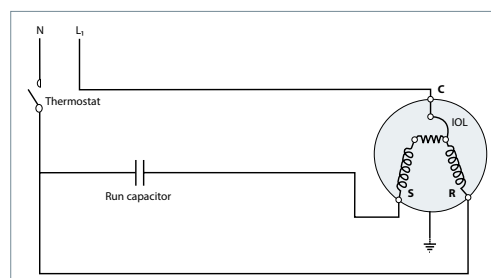 N L₁
C
Thermostat
IOL
S R
Run capacitor